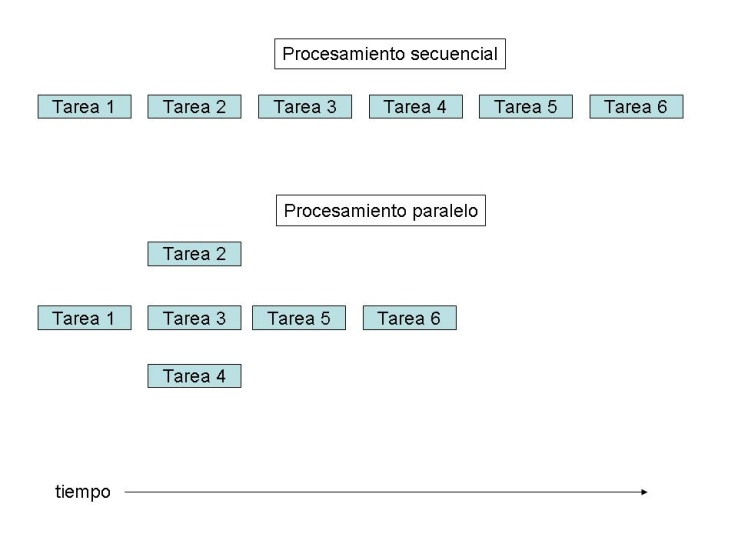 Procesamiento secuencial
Tarea 1 Tarea 2 Tarea 3 Tarea 4 Tarea 5 Tarea 6
Procesamiento paralelo
Tarea 2
Tarea 1 Tarea 3 Tarea 5 Tarea 6
Tarea 4
tiempo